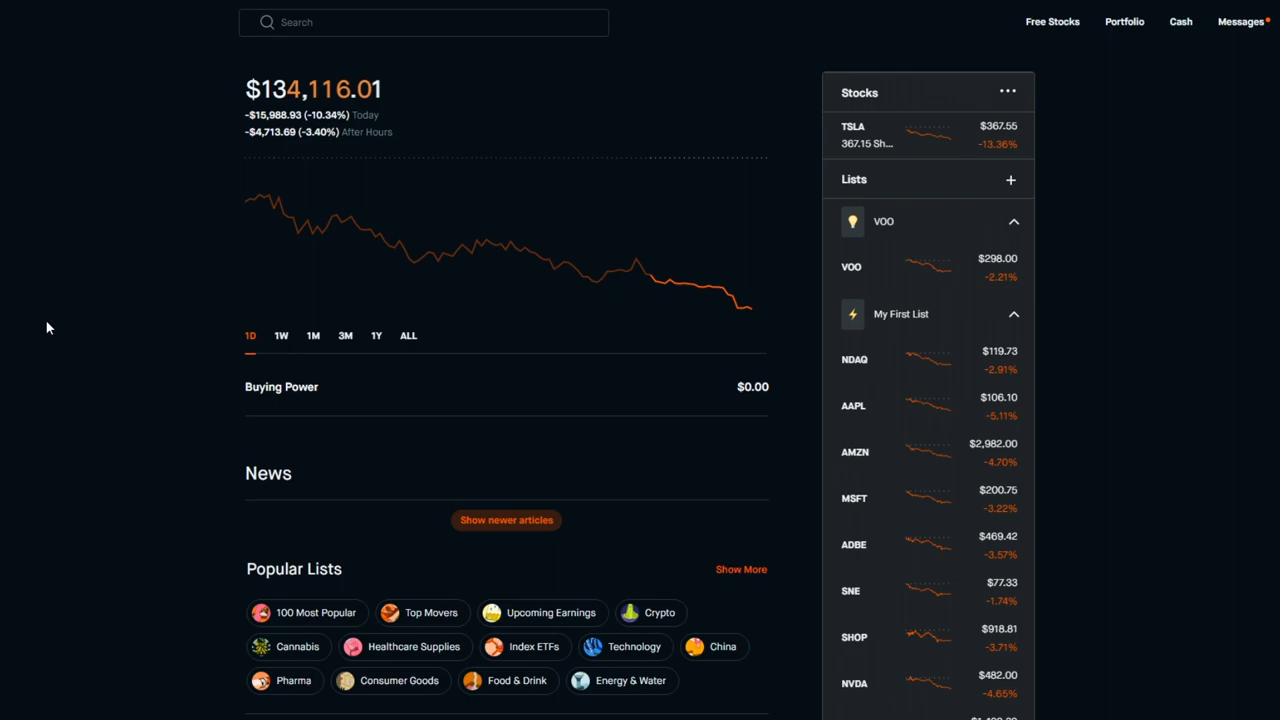 Search
Free Stocks
Portfolio
Cash
Messages
$134,116.01
-$15,988.93 (-10.34%) Today
-$4,713.69 (-3.40%) After Hours
1D
1W
1M
3M
1Y
ALL
Buying Power
$0.00
News
Show newer articles
Popular Lists
Show More
100 Most Popular
Top Movers
Upcoming Earnings
Crypto
Cannabis
Healthcare Supplies
Index ETFs
Technology
China
Pharma
Consumer Goods
Food & Drink
Energy & Water
Stocks
TSLA
$367.55
367.15 Sh...
-13.36%
Lists
VOO
VOO
$298.00
-2.21%
My First List
NDAQ
$119.73
-2.91%
AAPL
$106.10
-5.11%
AMZN
$2,982.00
-4.70%
MSFT
$200.75
-3.22%
ADBE
$469.42
-3.57%
SNE
$77.33
-1.74%
SHOP
$918.81
-3.71%
NVDA
$482.00
-4.65%